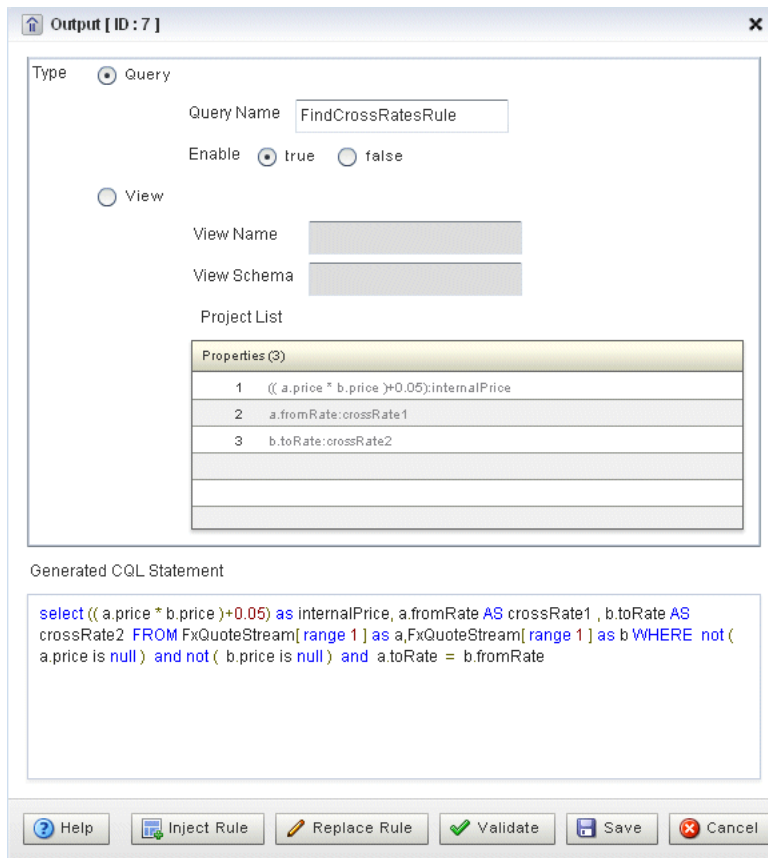 Output [ ID : 7 ]
Type
Query
Query Name
FindCrossRatesRule
Enable
true
false
View
View Name
View Schema
Project List
Properties (3)
1 (( a.price * b.price )+0.05):internalPrice
2 a.fromRate:crossRate1
3 b.toRate:crossRate2
Generated CQL Statement
select (( a.price * b.price )+0.05) as internalPrice, a.fromRate AS crossRate1 , b.toRate AS
crossRate2 FROM FxQuoteStream[ range 1 ] as a,FxQuoteStream[ range 1 ] as b WHERE not (
a.price is null ) and not ( b.price is null ) and a.toRate = b.fromRate
Help
Inject Rule
Replace Rule
Validate
Save
Cancel